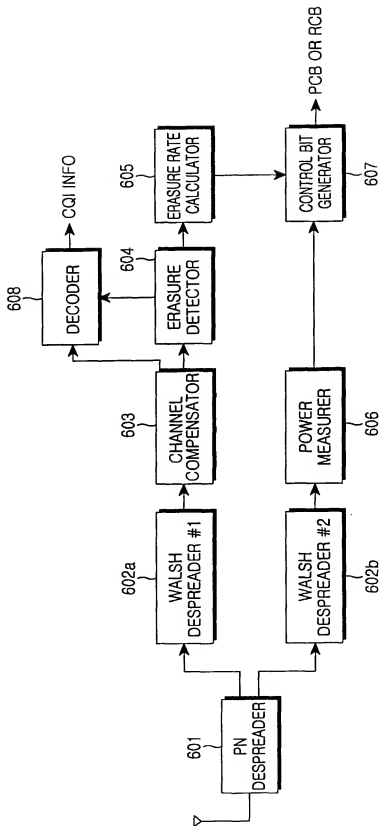 601
PN
DESPREADER
602a
WALSH
DESPREADER #1
602b
WALSH
DESPREADER #2
603
CHANNEL
COMPENSATOR
606
POWER
MEASURER
608
DECODER
CQI INFO
604
ERASURE
DETECTOR
605
ERASURE RATE
CALCULATOR
607
CONTROL BIT
GENERATOR
PCB OR RCB